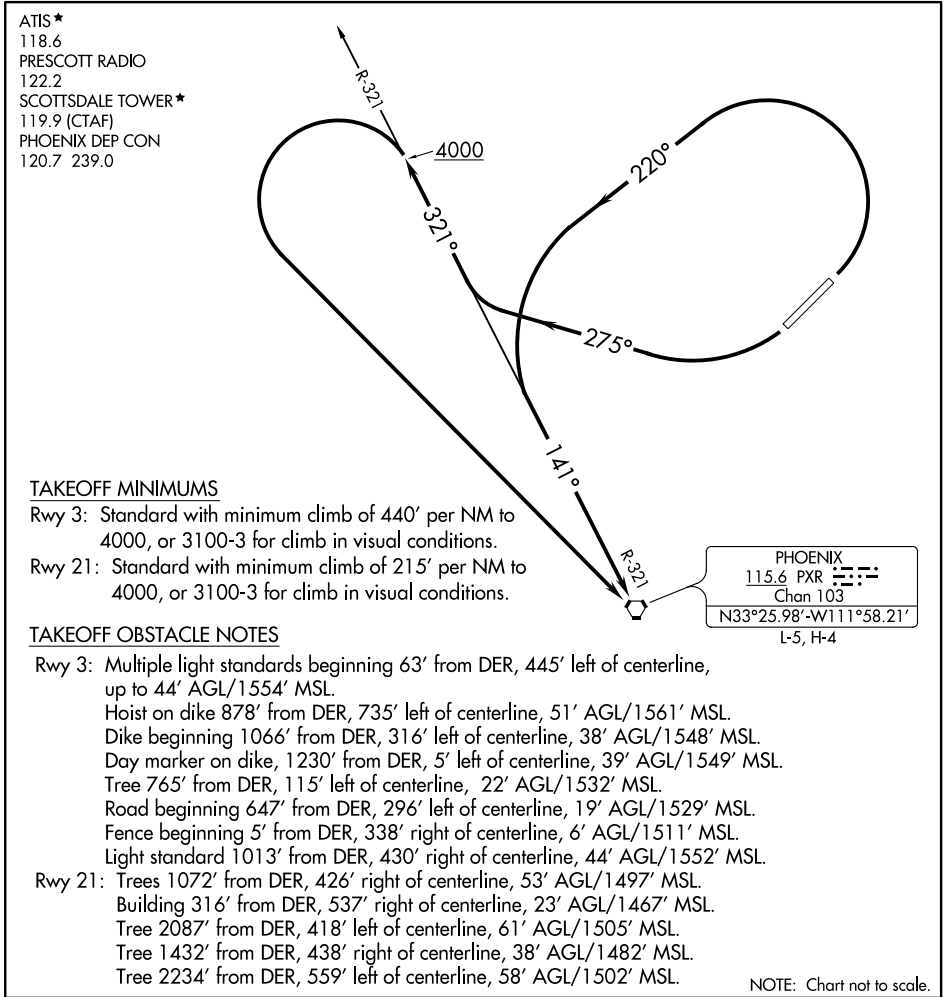 ATIS★
118.6
PRESCOTT RADIO
122.2
SCOTTSDALE TOWER★
119.9 (CTAF)
PHOENIX DEP CON
120.7 239.0
R-321
4000
220°
321°
275°
141°
R-321
PHOENIX
115.6 PXR
Chan 103
N33°25.98′-W111°58.21′
L-5, H-4
TAKEOFF MINIMUMS
Rwy 3: Standard with minimum climb of 440′ per NM to
4000, or 3100-3 for climb in visual conditions.
Rwy 21: Standard with minimum climb of 215′ per NM to
4000, or 3100-3 for climb in visual conditions.
TAKEOFF OBSTACLE NOTES
Rwy 3: Multiple light standards beginning 63′ from DER, 445′ left of centerline,
up to 44′ AGL/1554′ MSL.
Hoist on dike 878′ from DER, 735′ left of centerline, 51′ AGL/1561′ MSL.
Dike beginning 1066′ from DER, 316′ left of centerline, 38′ AGL/1548′ MSL.
Day marker on dike, 1230′ from DER, 5′ left of centerline, 39′ AGL/1549′ MSL.
Tree 765′ from DER, 115′ left of centerline, 22′ AGL/1532′ MSL.
Road beginning 647′ from DER, 296′ left of centerline, 19′ AGL/1529′ MSL.
Fence beginning 5′ from DER, 338′ right of centerline, 6′ AGL/1511′ MSL.
Light standard 1013′ from DER, 430′ right of centerline, 44′ AGL/1552′ MSL.
Rwy 21: Trees 1072′ from DER, 426′ right of centerline, 53′ AGL/1497′ MSL.
Building 316′ from DER, 537′ right of centerline, 23′ AGL/1467′ MSL.
Tree 2087′ from DER, 418′ left of centerline, 61′ AGL/1505′ MSL.
Tree 1432′ from DER, 438′ right of centerline, 38′ AGL/1482′ MSL.
Tree 2234′ from DER, 559′ left of centerline, 58′ AGL/1502′ MSL.
NOTE: Chart not to scale.